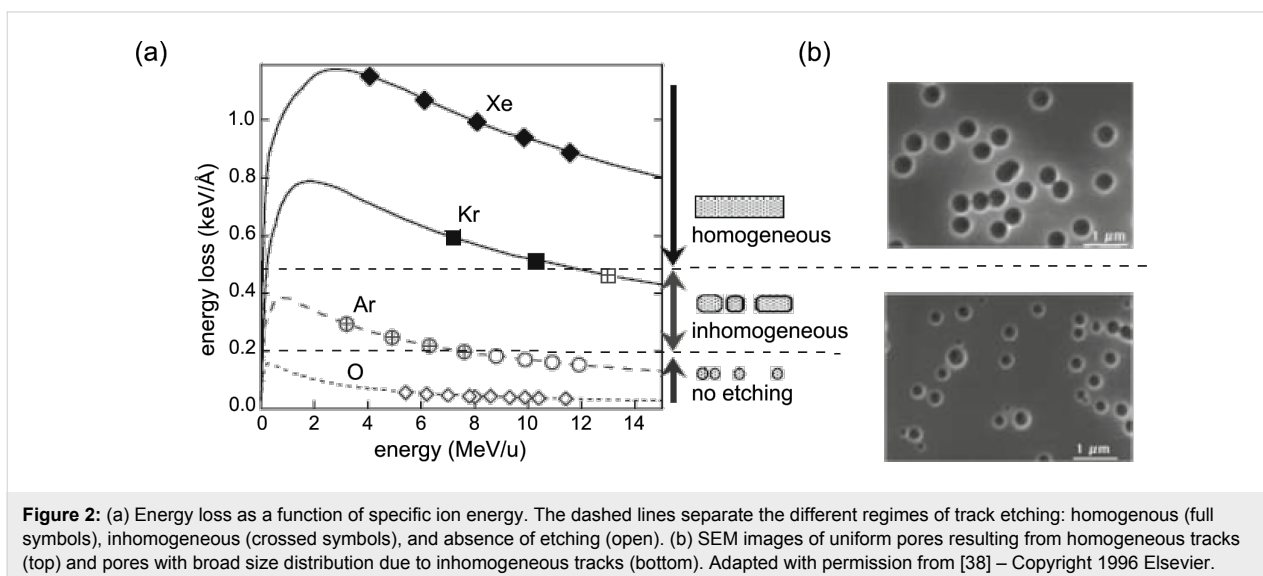 (a)
(b)
energy loss (keV/Å)
1.0
0.8
0.6
0.4
0.2
0.0
Xe
Kr
Ar
O
0 2 4 6 8 10 12 14
energy (MeV/u)
homogeneous
inhomogeneous
no etching
1 µm
1 µm
Figure 2: (a) Energy loss as a function of specific ion energy. The dashed lines separate the different regimes of track etching: homogenous (full
symbols), inhomogeneous (crossed symbols), and absence of etching (open). (b) SEM images of uniform pores resulting from homogeneous tracks
(top) and pores with broad size distribution due to inhomogeneous tracks (bottom). Adapted with permission from [38] – Copyright 1996 Elsevier.